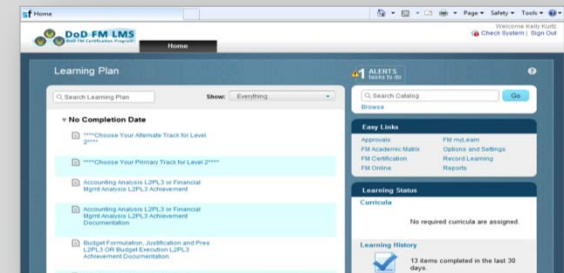 Home
Page Safety Tools
DoD FM LMS
DoD FM Certification Program
Home
Welcome Kelly Kurtz
Check System | Sign Out
Learning Plan
Search Learning Plan
Show: Everything
No Completion Date
****Choose Your Alternate Track for Level
2****
****Choose Your Primary Track for Level 2****
Accounting Analysis L2PL3 or Financial
Mgmt Analysis L2PL3 Achievement
Accounting Analysis L2PL3 or Financial
Mgmt Analysis L2PL3 Achievement
Documentation
Budget Formulation, Justification and Pres
L2PL3 OR Budget Execution L2PL3
Achievement Documentation
1 ALERTS
tasks to do
Search Catalog
Go
Browse
Easy Links
Approvals
FM myLearn
FM Academic Matrix
Options and Settings
FM Certification
Record Learning
FM Online
Reports
Learning Status
Curricula
No required curricula are assigned.
Learning History
13 items completed in the last 30
days.